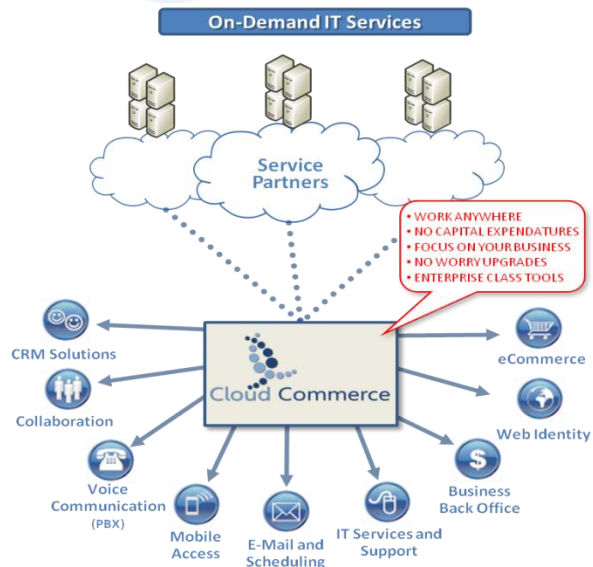 On-Demand IT Services
Service
Partners
• WORK ANYWHERE
• NO CAPITAL EXPENDATURES
• FOCUS ON YOUR BUSINESS
• NO WORRY UPGRADES
• ENTERPRISE CLASS TOOLS
CRM Solutions
Collaboration
Voice
Communication
(PBX)
Mobile
Access
E-Mail and
Scheduling
IT Services and
Support
$
Business
Back Office
Web Identity
eCommerce
Cloud Commerce